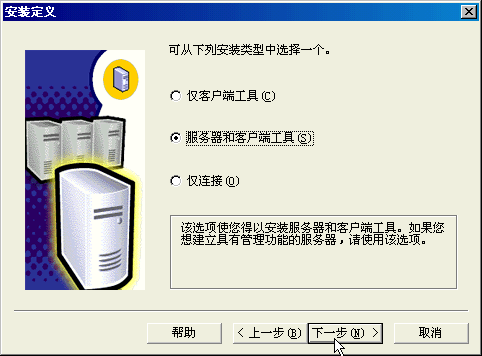 安装定义
可从下列安装类型中选择一个。
仅客户端工具(C)
服务器和客户端工具(S)
仅连接(O)
该选项使您得以安装服务器和客户端工具。如果您
想建立具有管理功能的服务器，请使用该选项。
帮助 < 上一步(B) 下一步(N) > 取消